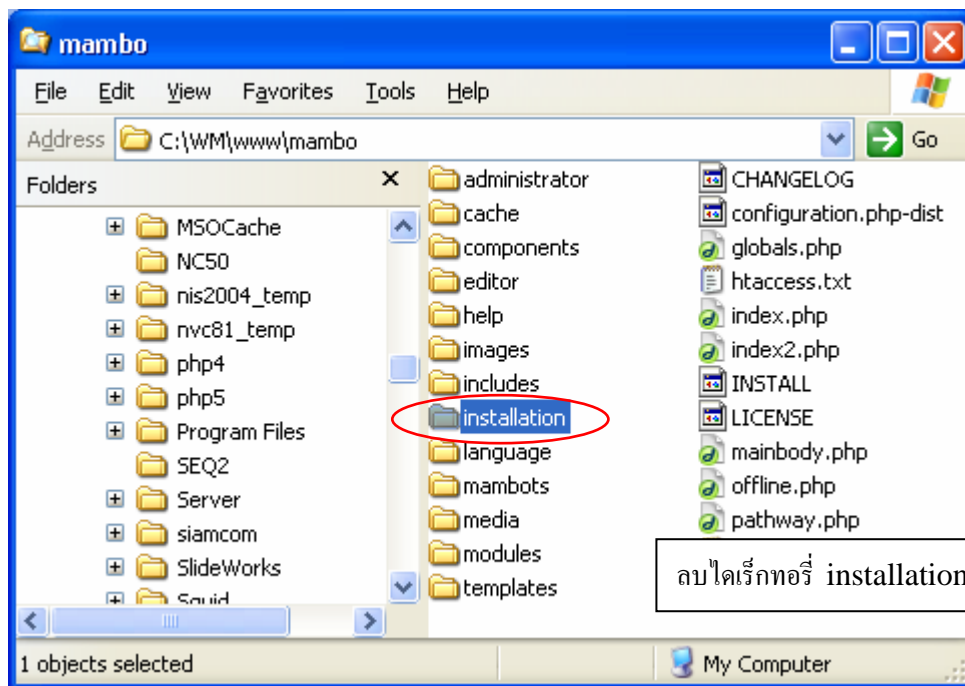 mambo
File Edit View Favorites Tools Help
Address C:\WM\www\mambo Go
Folders
MSOCache
NC50
nis2004_temp
nvc81_temp
php4
php5
Program Files
SEQ2
Server
siamcom
SlideWorks
Squid
administrator
cache
components
editor
help
images
includes
installation
language
mambots
media
modules
templates
CHANGELOG
configuration.php-dist
globals.php
htaccess.txt
index.php
index2.php
INSTALL
LICENSE
mainbody.php
offline.php
pathway.php
ลบไดเร็กทอรี่ installation
1 objects selected
My Computer